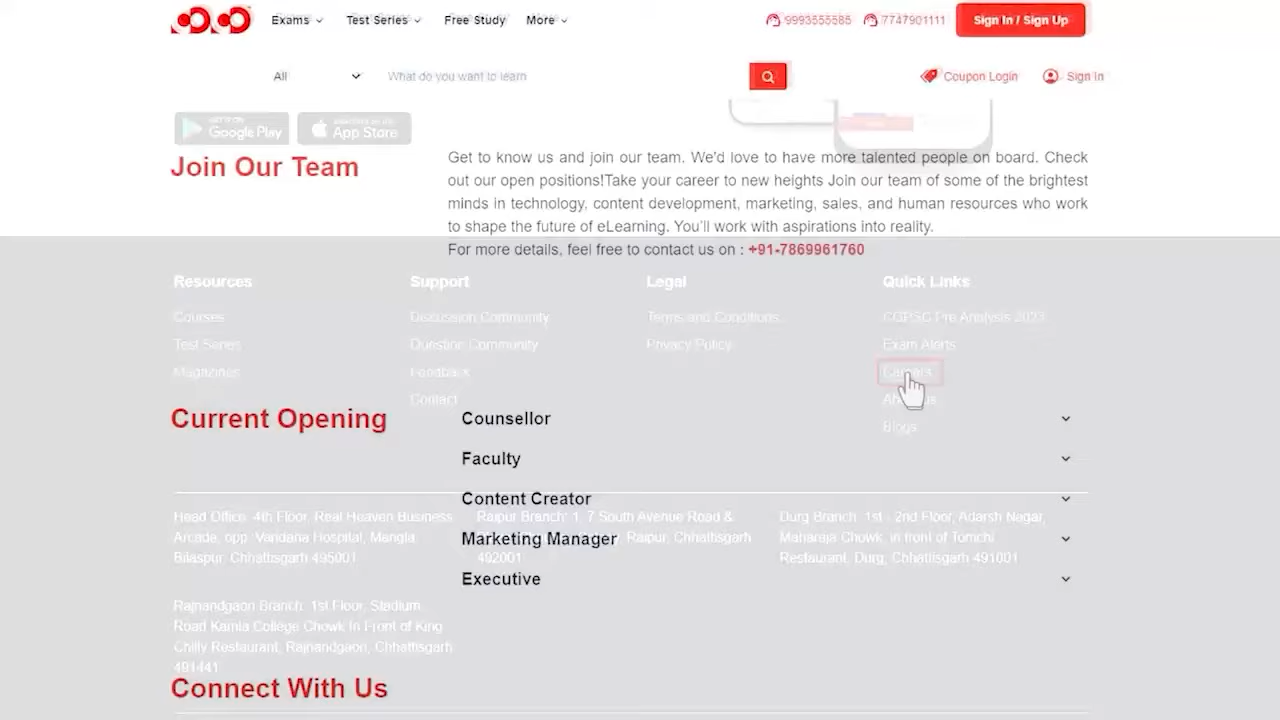 Exams
Test Series
Free Study
More
9993555585
7747901111
Sign In / Sign Up
All
What do you want to learn
Coupon Login
Sign In
Google Play
App Store
Join Our Team
Get to know us and join our team. We'd love to have more talented people on board. Check
out our open positions!Take your career to new heights Join our team of some of the brightest
minds in technology, content development, marketing, sales, and human resources who work
to shape the future of eLearning. You'll work with aspirations into reality.
For more details, feel free to contact us on : +91-7869961760
Resources
Support
Legal
Quick Links
Courses
Discussion Community
Terms and Conditions
CGPSC Pre Analysis 2023
Test Series
Question Community
Privacy Policy
Exam Alerts
Magazines
Feedback
Careers
Contact
Blogs
Current Opening
Counsellor
Faculty
Content Creator
Marketing Manager
Executive
Head Office: 4th Floor, Real Heaven Business
Arcade, opp. Vandana Hospital, Mangla,
Bilaspur, Chhattisgarh 495001
Raipur Branch: 1, 7 South Avenue Road &
Raipur, Chhattisgarh
492001
Durg Branch: 1st - 2nd Floor, Adarsh Nagar,
Maharaja Chowk, in front of Tomchi
Restaurant, Durg, Chhattisgarh 491001
Rajnandgaon Branch: 1st Floor, Stadium
Road Kamla College Chowk In Front of King
Chilly Restaurant, Rajnandgaon, Chhattisgarh
491441
Connect With Us